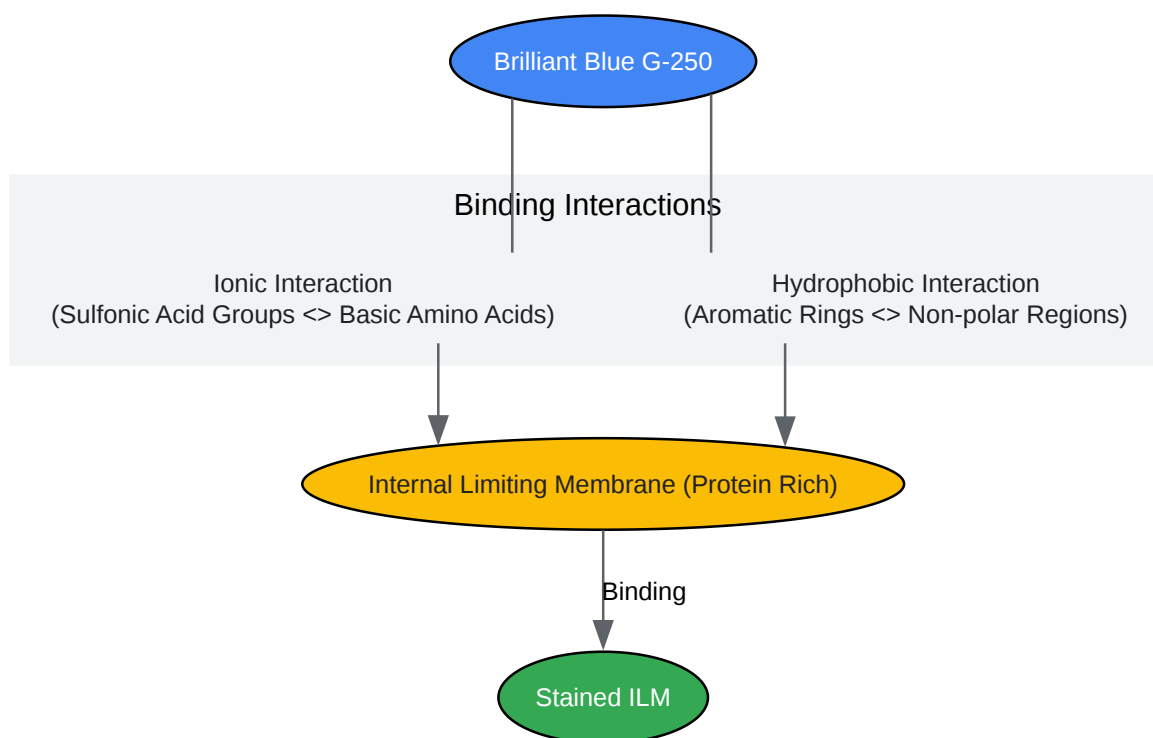 Brilliant Blue G-250
Binding Interactions
Ionic Interaction
(Sulfonic Acid Groups <> Basic Amino Acids)
Hydrophobic Interaction
(Aromatic Rings <> Non-polar Regions)
Internal Limiting Membrane (Protein Rich)
Binding
Stained ILM